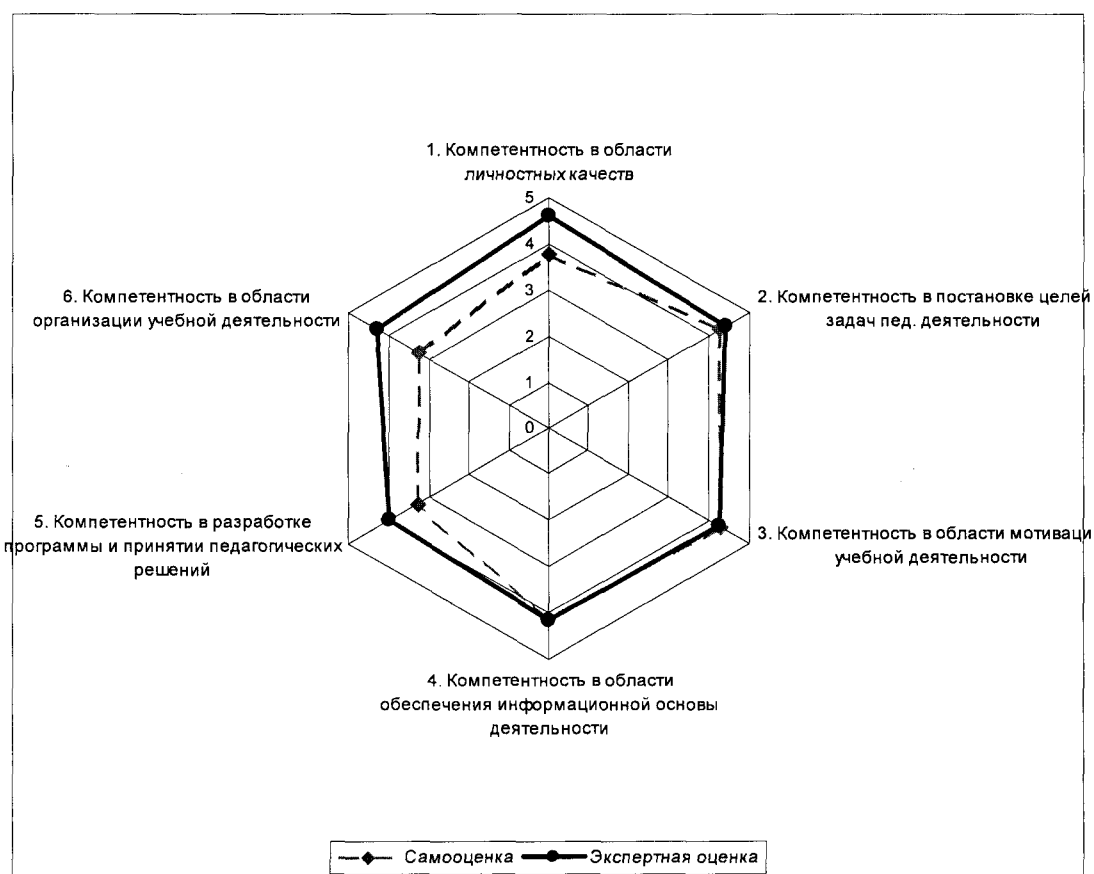 1. Компетентность в области
личностных качеств
5
4
3
2
1
0
2. Компетентность в постановке целей
задач пед. деятельности
3. Компетентность в области мотиваци
учебной деятельности
4. Компетентность в области
обеспечения информационной основы
деятельности
5. Компетентность в разработке
программы и принятии педагогических
решений
6. Компетентность в области
организации учебной деятельности
Самооценка
Экспертная оценка